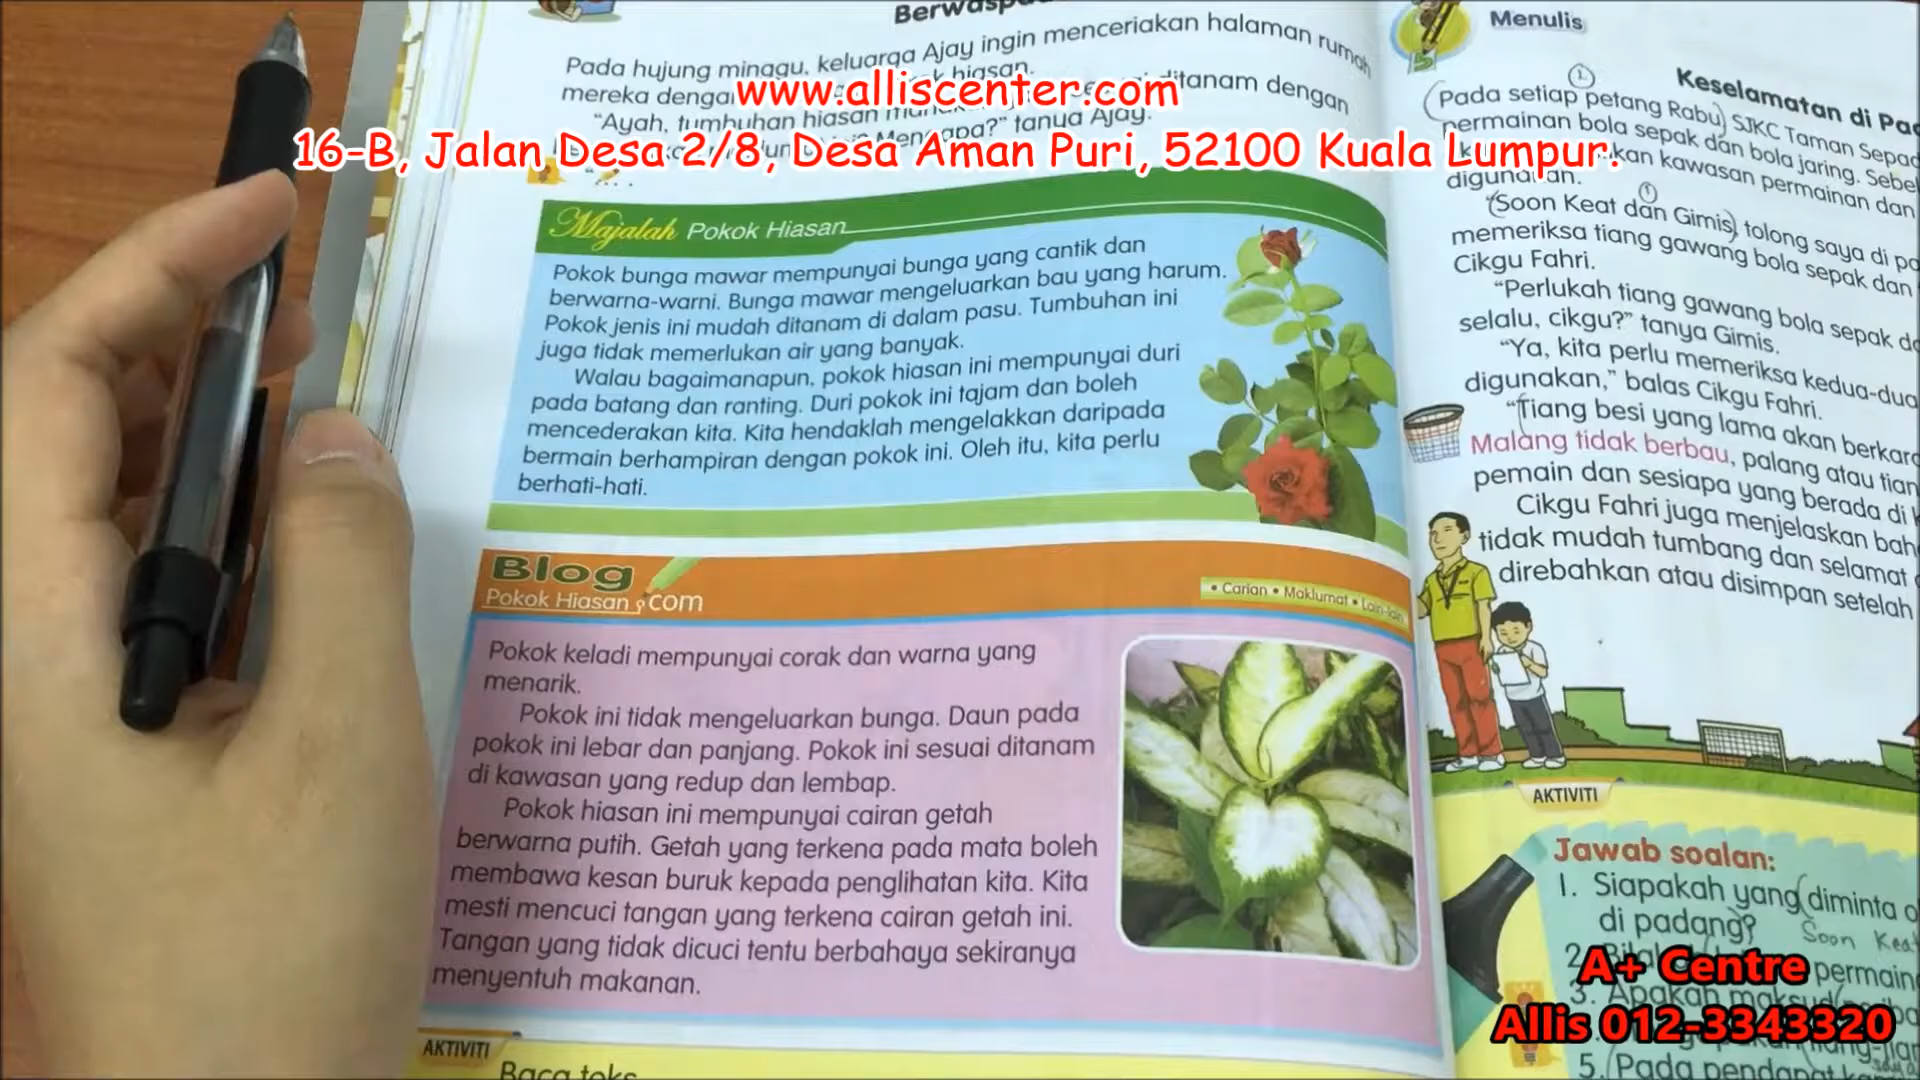 Pada hujung minggu, keluarga Ajay ingin menceriakan halaman rumah
mereka hiasan.
"Ayah, tumbuhan hiasan ditanam dengan
tanya Ajay.
www.alliscenter.com
16-B, Jalan Desa 2/8, Desa Aman Puri, 52100 Kuala Lumpur.
Majalah Pokok Hiasan
Pokok bunga mawar mempunyai bunga yang cantik dan
berwarna-warni. Bunga mawar mengeluarkan bau yang harum.
Pokok jenis ini mudah ditanam di dalam pasu. Tumbuhan ini
juga tidak memerlukan air yang banyak.
Walau bagaimanapun, pokok hiasan ini mempunyai duri
pada batang dan ranting. Duri pokok ini tajam dan boleh
mencederakan kita. Kita hendaklah mengelakkan daripada
bermain berhampiran dengan pokok ini. Oleh itu, kita perlu
berhati-hati.
Blog
Pokok Hiasan.com
• Carian • Maklumat • Lain-lain
Pokok keladi mempunyai corak dan warna yang
menarik.
Pokok ini tidak mengeluarkan bunga. Daun pada
pokok ini lebar dan panjang. Pokok ini sesuai ditanam
di kawasan yang redup dan lembap.
Pokok hiasan ini mempunyai cairan getah
berwarna putih. Getah yang terkena pada mata boleh
membawa kesan buruk kepada penglihatan kita. Kita
mesti mencuci tangan yang terkena cairan getah ini.
Tangan yang tidak dicuci tentu berbahaya sekiranya
menyentuh makanan.
AKTIVITI
Baca teks
5
Menulis
Keselamatan di
Pada setiap petang Rabu, SJKC Taman
permainan bola sepak dan bola jaring.
kawasan permainan dan
digunakan.
"Soon Keat dan Gimis, tolong saya di
memeriksa tiang gawang bola sepak dan
Cikgu Fahri.
"Perlukah tiang gawang bola sepak
selalu, cikgu?" tanya Gimis.
"Ya, kita perlu memeriksa kedua-dua
digunakan," balas Cikgu Fahri.
"Tiang besi yang lama akan
Malang tidak berbau, palang atau
pemain dan sesiapa yang berada di
Cikgu Fahri juga menjelaskan
tidak mudah tumbang dan selamat
direbahkan atau disimpan setelah
AKTIVITI
Jawab soalan:
1. Siapakah yang diminta
di padang? Soon
2. permain
3. Apakah maksud
5. Pada
A+ Centre
Allis 012-3343320